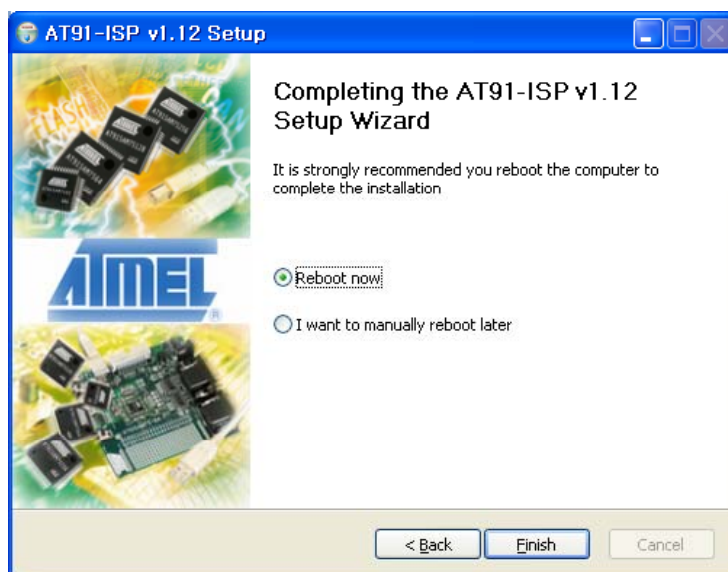 AT91-ISP v1.12 Setup
Completing the AT91-ISP v1.12
Setup Wizard
It is strongly recommended you reboot the computer to
complete the installation
Reboot now
I want to manually reboot later
FLASH
ATMEL
®
< Back
Finish
Cancel